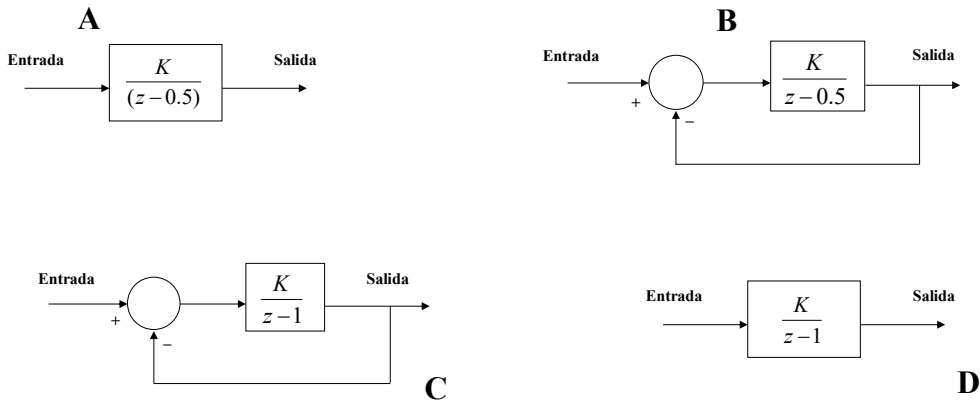 A
Entrada
Salida
K
(z − 0.5)
B
Entrada
Salida
K
z − 0.5
+
−
Entrada
Salida
K
z − 1
+
−
C
Entrada
Salida
K
z − 1
D